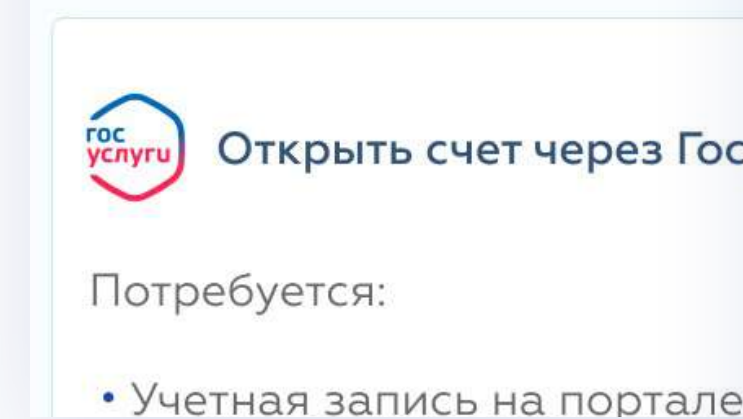 гос
услуги
Открыть счет через Гос
Потребуется:
• Учетная запись на портале